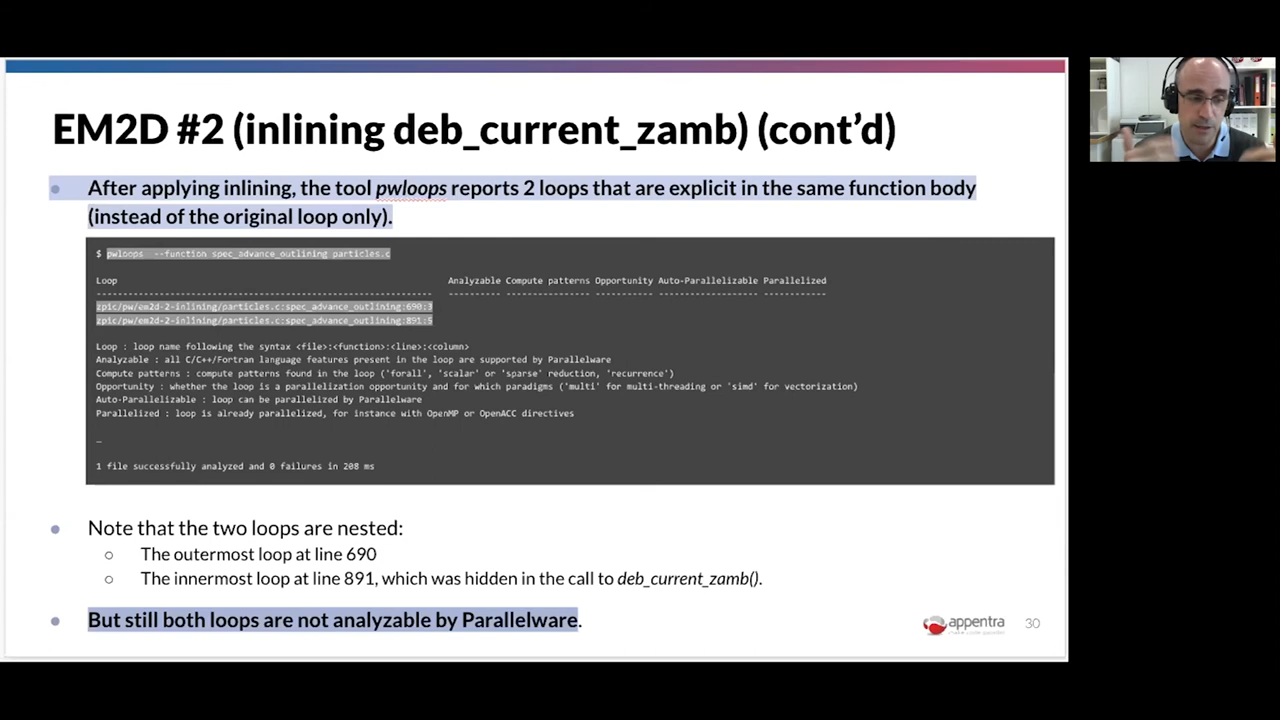 EM2D #2 (inlining deb_current_zamb) (cont’d)
● After applying inlining, the tool pwloops reports 2 loops that are explicit in the same function body
(instead of the original loop only).
$ pwloops --function spec_advance_outlining particles.c
Loop Analyzable Compute patterns Opportunity Auto-Parallelizable Parallelized
---------------------------------------------------------- ---------- ---------------- ----------- ------------------- ------------
zpic/pw/em2d-2-inlining/particles.c:spec_advance_outlining:690:3
zpic/pw/em2d-2-inlining/particles.c:spec_advance_outlining:891:5
Loop : loop name following the syntax <file>:<function>:<line>:<column>
Analyzable : all C/C++/Fortran language features present in the loop are supported by Parallelware
Compute patterns : compute patterns found in the loop ('forall', 'scalar' or 'sparse' reduction, 'recurrence')
Opportunity : whether the loop is a parallelization opportunity and for which paradigms ('multi' for multi-threading or 'simd' for vectorization)
Auto-Parallelizable : loop can be parallelized by Parallelware
Parallelized : loop is already parallelized, for instance with OpenMP or OpenACC directives
…
1 file successfully analyzed and 0 failures in 208 ms
● Note that the two loops are nested:
○ The outermost loop at line 690
○ The innermost loop at line 891, which was hidden in the call to deb_current_zamb().
● But still both loops are not analyzable by Parallelware.
appentra
30